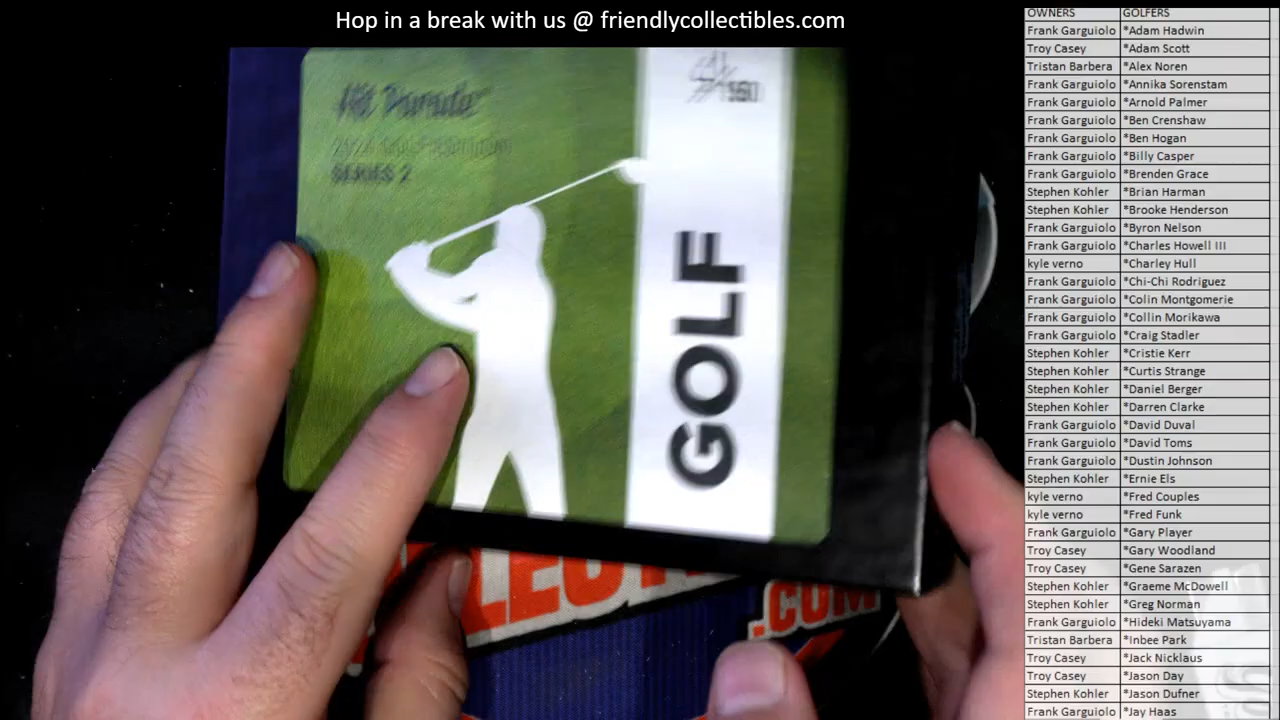 Hop in a break with us @ friendlycollectibles.com
Hit Parade
SERIES 2
GOLF
.COM
OWNERS GOLFERS
Frank Garguiolo *Adam Hadwin
Troy Casey *Adam Scott
Tristan Barbera *Alex Noren
Frank Garguiolo *Annika Sorenstam
Frank Garguiolo *Arnold Palmer
Frank Garguiolo *Ben Crenshaw
Frank Garguiolo *Ben Hogan
Frank Garguiolo *Billy Casper
Frank Garguiolo *Brenden Grace
Stephen Kohler *Brian Harman
Stephen Kohler *Brooke Henderson
Frank Garguiolo *Byron Nelson
Frank Garguiolo *Charles Howell III
kyle verno *Charley Hull
Frank Garguiolo *Chi-Chi Rodriguez
Frank Garguiolo *Colin Montgomerie
Frank Garguiolo *Collin Morikawa
Frank Garguiolo *Craig Stadler
Stephen Kohler *Cristie Kerr
Stephen Kohler *Curtis Strange
Stephen Kohler *Daniel Berger
Stephen Kohler *Darren Clarke
Frank Garguiolo *David Duval
Frank Garguiolo *David Toms
Frank Garguiolo *Dustin Johnson
Stephen Kohler *Ernie Els
kyle verno *Fred Couples
kyle verno *Fred Funk
Frank Garguiolo *Gary Player
Troy Casey *Gary Woodland
Troy Casey *Gene Sarazen
Stephen Kohler *Graeme McDowell
Stephen Kohler *Greg Norman
Frank Garguiolo *Hideki Matsuyama
Tristan Barbera *Inbee Park
Troy Casey *Jack Nicklaus
Troy Casey *Jason Day
Stephen Kohler *Jason Dufner
Frank Garguiolo *Jay Haas